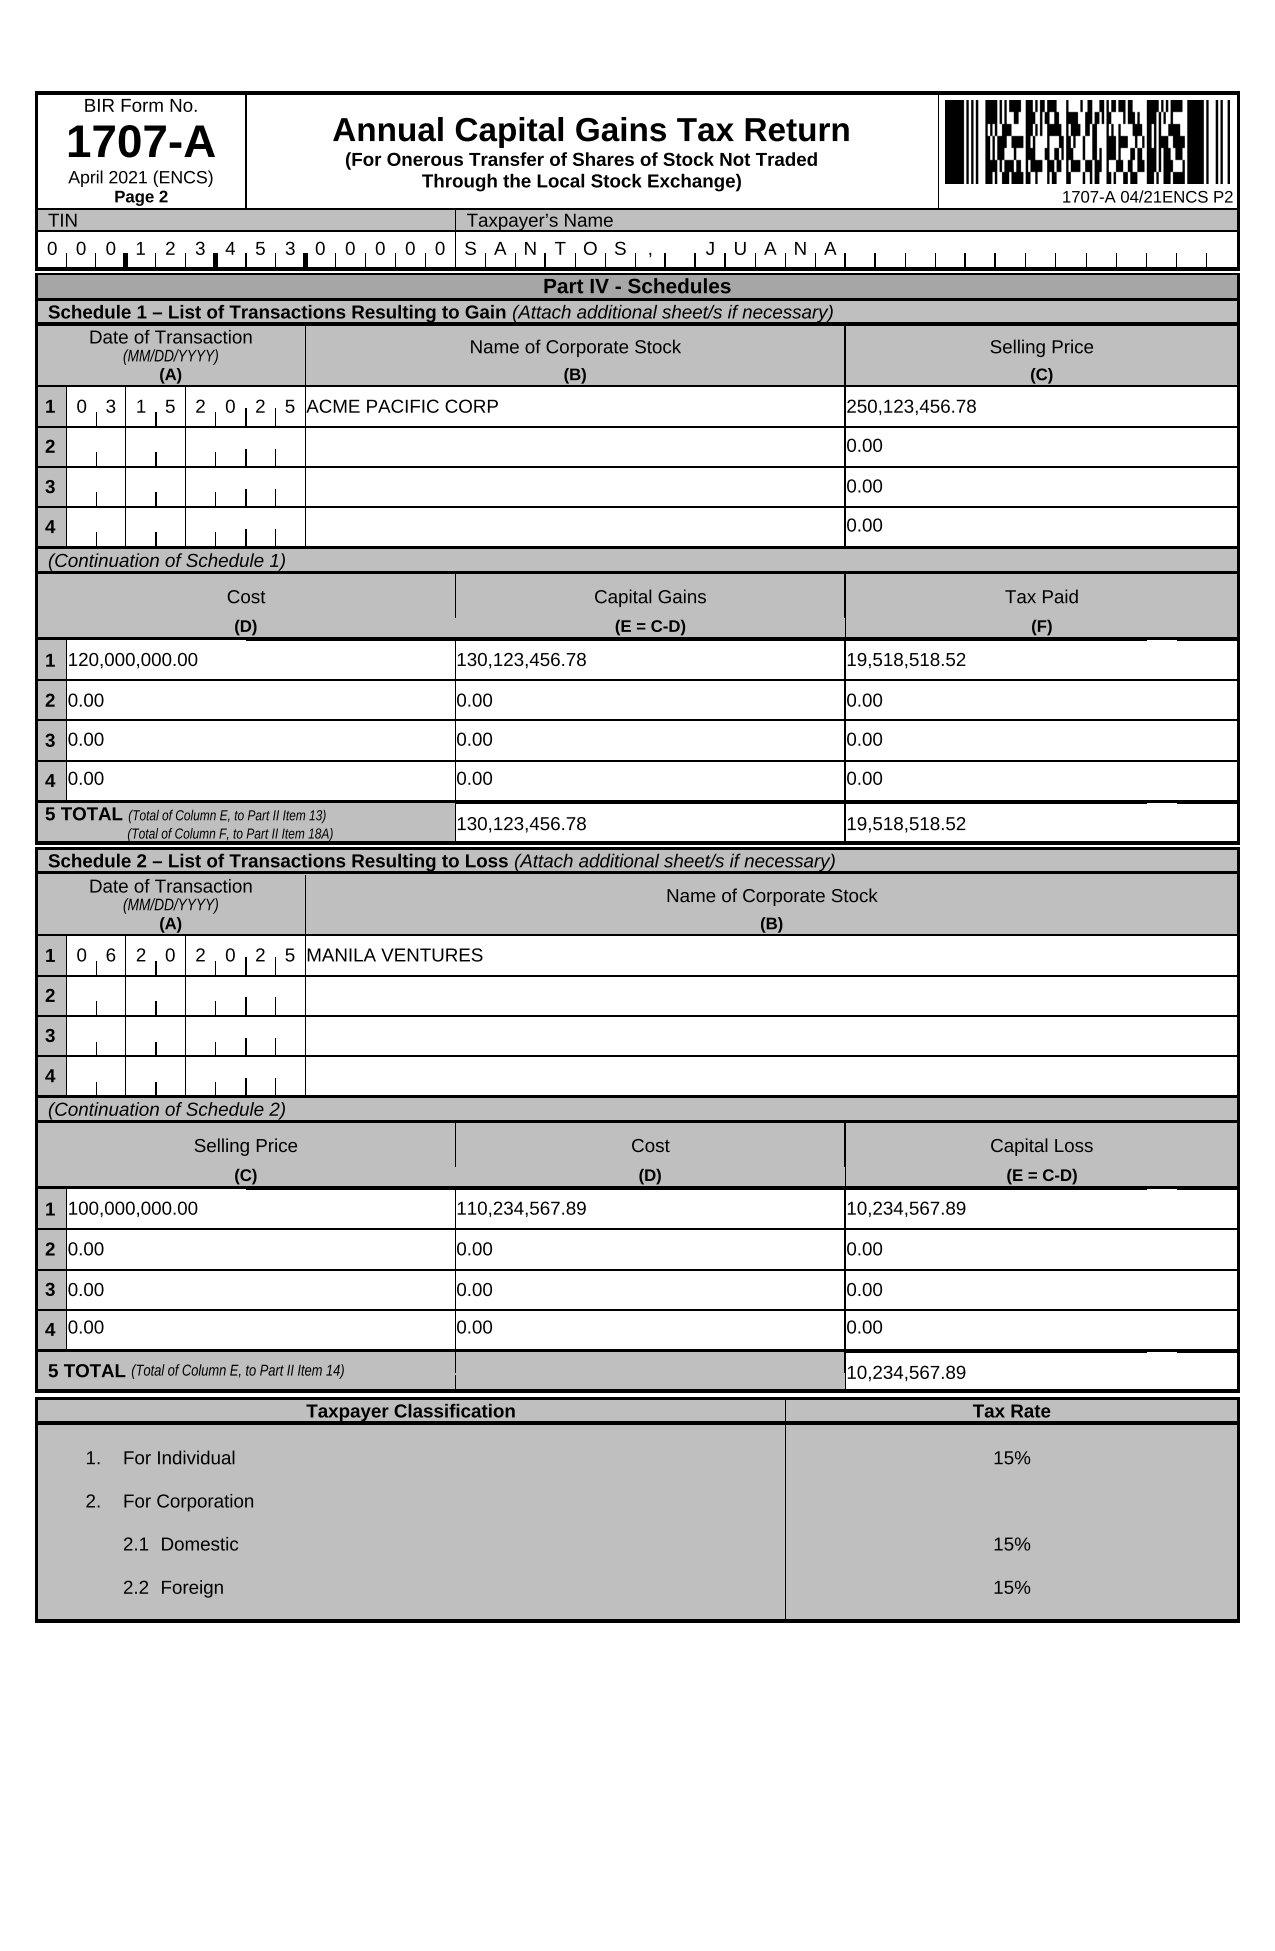 BIR Form No.
1707-A
April 2021 (ENCS)
Page 2
Annual Capital Gains Tax Return
(For Onerous Transfer of Shares of Stock Not Traded
Through the Local Stock Exchange)
1707-A 04/21ENCS P2
TIN Taxpayer's Name
0 0 0 1 2 3 4 5 3 0 0 0 0 0 S A N T O S , J U A N A
Part IV - Schedules
Schedule 1 – List of Transactions Resulting to Gain (Attach additional sheet/s if necessary)
Date of Transaction
(MM/DD/YYYY)
(A)
Name of Corporate Stock
(B)
Selling Price
(C)
1 0 3 1 5 2 0 2 5 ACME PACIFIC CORP 250,123,456.78
2 0.00
3 0.00
4 0.00
(Continuation of Schedule 1)
Cost
(D)
Capital Gains
(E = C-D)
Tax Paid
(F)
1 120,000,000.00 130,123,456.78 19,518,518.52
2 0.00 0.00 0.00
3 0.00 0.00 0.00
4 0.00 0.00 0.00
5 TOTAL (Total of Column E, to Part II Item 13)
(Total of Column F, to Part II Item 18A)
130,123,456.78 19,518,518.52
Schedule 2 – List of Transactions Resulting to Loss (Attach additional sheet/s if necessary)
Date of Transaction
(MM/DD/YYYY)
(A)
Name of Corporate Stock
(B)
1 0 6 2 0 2 0 2 5 MANILA VENTURES
2
3
4
(Continuation of Schedule 2)
Selling Price
(C)
Cost
(D)
Capital Loss
(E = C-D)
1 100,000,000.00 110,234,567.89 10,234,567.89
2 0.00 0.00 0.00
3 0.00 0.00 0.00
4 0.00 0.00 0.00
5 TOTAL (Total of Column E, to Part II Item 14) 10,234,567.89
Taxpayer Classification Tax Rate
1. For Individual 15%
2. For Corporation
2.1 Domestic 15%
2.2 Foreign 15%